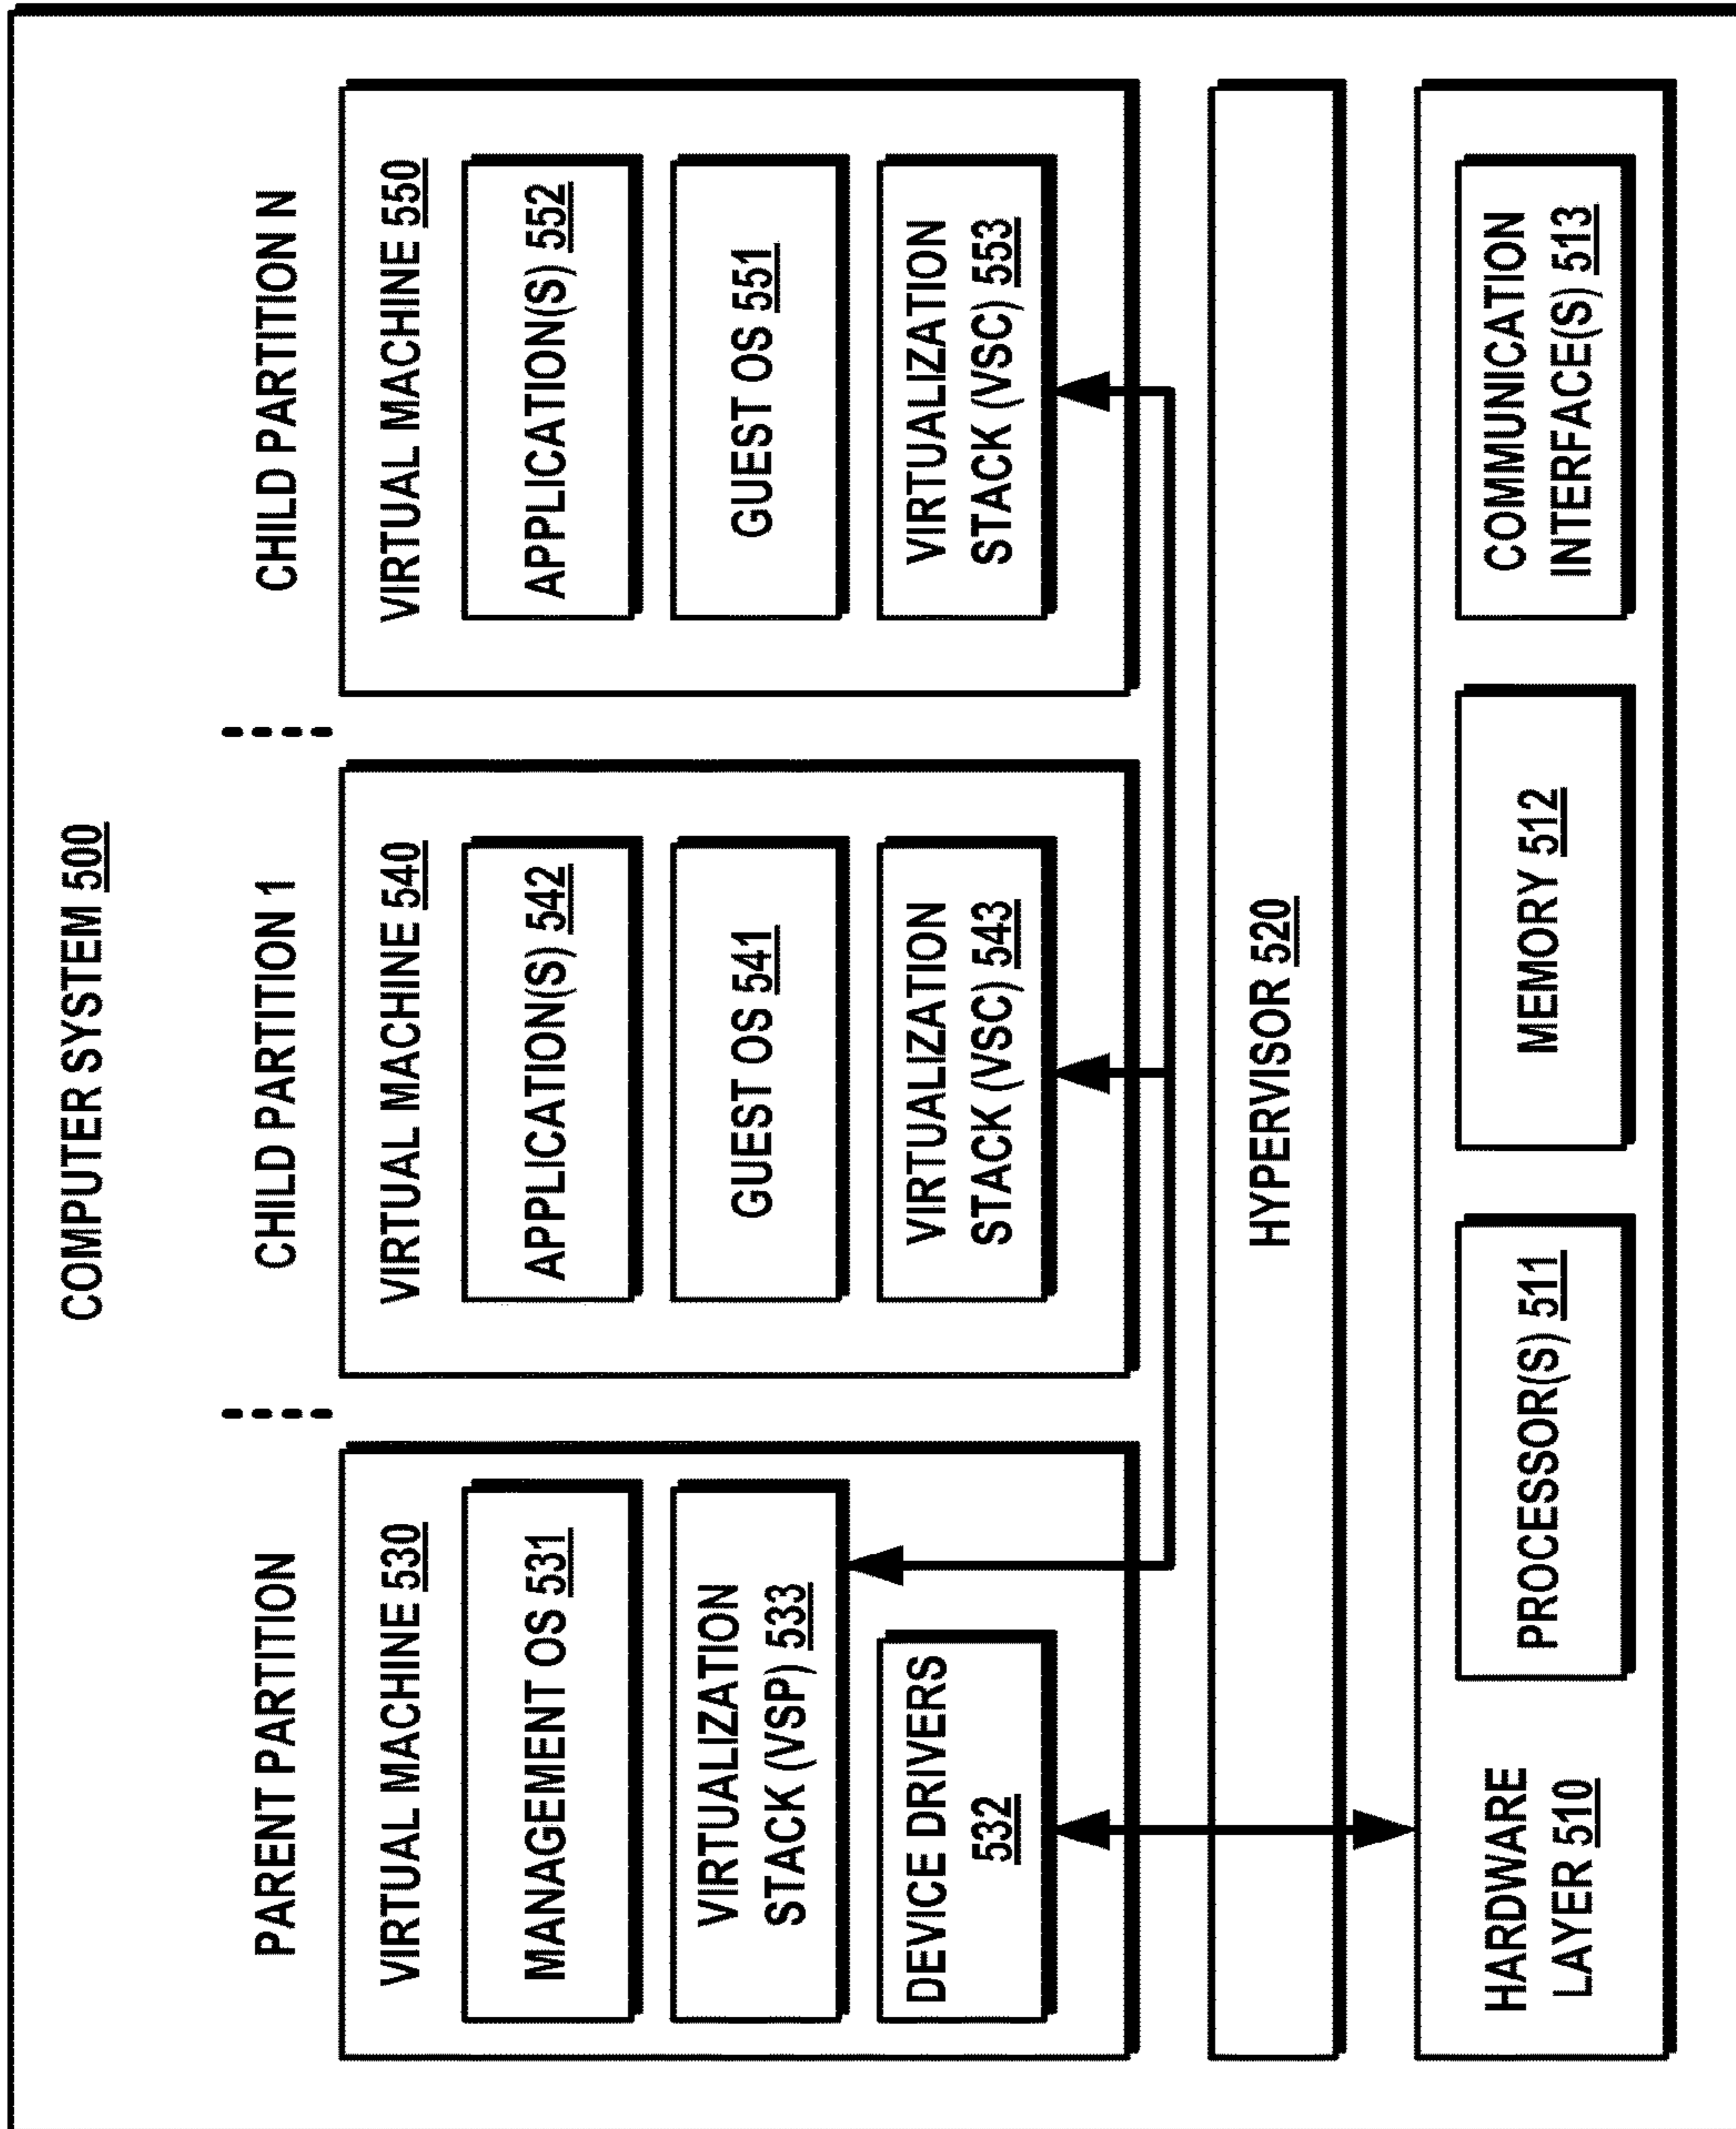 COMPUTER SYSTEM 500
PARENT PARTITION
VIRTUAL MACHINE 530
MANAGEMENT OS 531
VIRTUALIZATION
STACK (VSP) 533
DEVICE DRIVERS
532
CHILD PARTITION 1
VIRTUAL MACHINE 540
APPLICATION(S) 542
GUEST OS 541
VIRTUALIZATION
STACK (VSC) 543
CHILD PARTITION N
VIRTUAL MACHINE 550
APPLICATION(S) 552
GUEST OS 551
VIRTUALIZATION
STACK (VSC) 553
HYPERVISOR 520
HARDWARE
LAYER 510
PROCESSOR(S) 511
MEMORY 512
COMMUNICATION
INTERFACE(S) 513